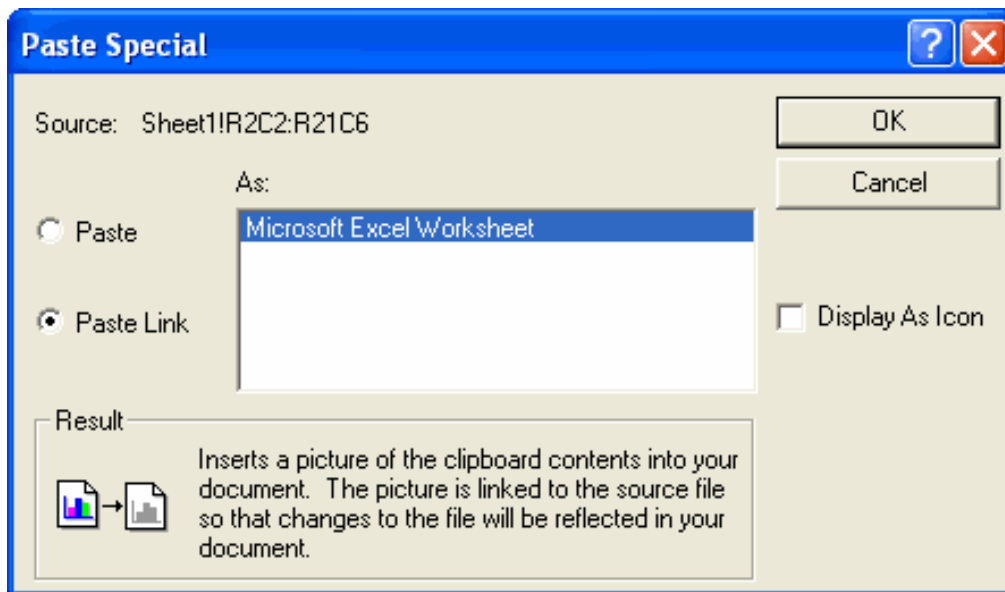 Paste Special
Source: Sheet1!R2C2:R21C6
OK
Cancel
As:
Paste
Microsoft Excel Worksheet
Paste Link
Display As Icon
Result
Inserts a picture of the clipboard contents into your
document. The picture is linked to the source file
so that changes to the file will be reflected in your
document.